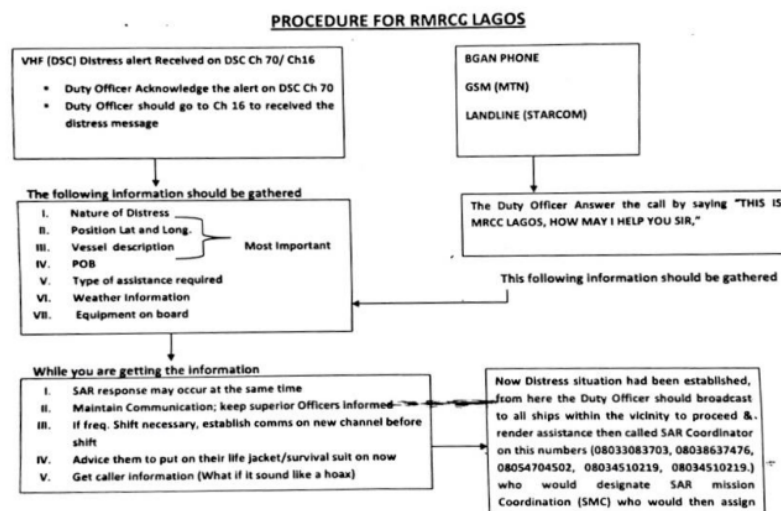 PROCEDURE FOR RMRCC LAGOS
VHF (DSC) Distress alert Received on DSC Ch 70/ Ch16
▪ Duty Officer Acknowledge the alert on DSC Ch 70
▪ Duty Officer should go to Ch 16 to received the
distress message
BGAN PHONE
GSM (MTN)
LANDLINE (STARCOM)
The Duty Officer Answer the call by saying "THIS IS
MRCC LAGOS, HOW MAY I HELP YOU SIR,"
This following information should be gathered
The following information should be gathered
I. Nature of Distress
II. Position Lat and Long.
III. Vessel description
IV. POB
Most Important
V. Type of assistance required
VI. Weather Information
VII. Equipment on board
While you are getting the information
I. SAR response may occur at the same time
II. Maintain Communication; keep superior Officers informed
III. If freq. Shift necessary, establish comms on new channel before
shift
IV. Advice them to put on their life jacket/survival suit on now
V. Get caller information (What if it sound like a hoax)
Now Distress situation had been established,
from here the Duty Officer should broadcast
to all ships within the vicinity to proceed &.
render assistance then called SAR Coordinator
on this numbers (08033083703, 08038637476,
08054704502, 08034510219, 08034510219.)
who would designate SAR mission
Coordination (SMC) who would then assign